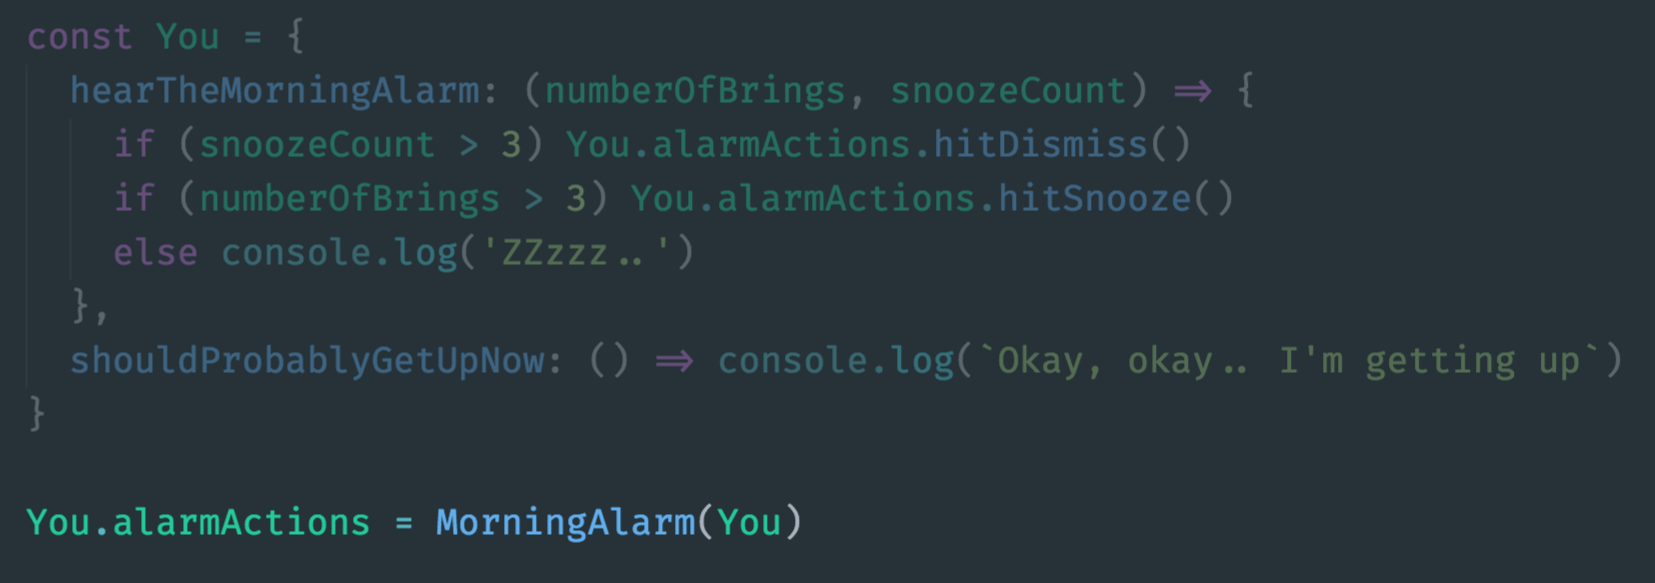 const You = {
hearTheMorningAlarm: (numberOfBrings, snoozeCount) => {
if (snoozeCount > 3) You.alarmActions.hitDismiss()
if (numberOfBrings > 3) You.alarmActions.hitSnooze()
else console.log('ZZzzz..')
},
shouldProbablyGetUpNow: () => console.log(`Okay, okay.. I'm getting up`)
}
You.alarmActions = MorningAlarm(You)